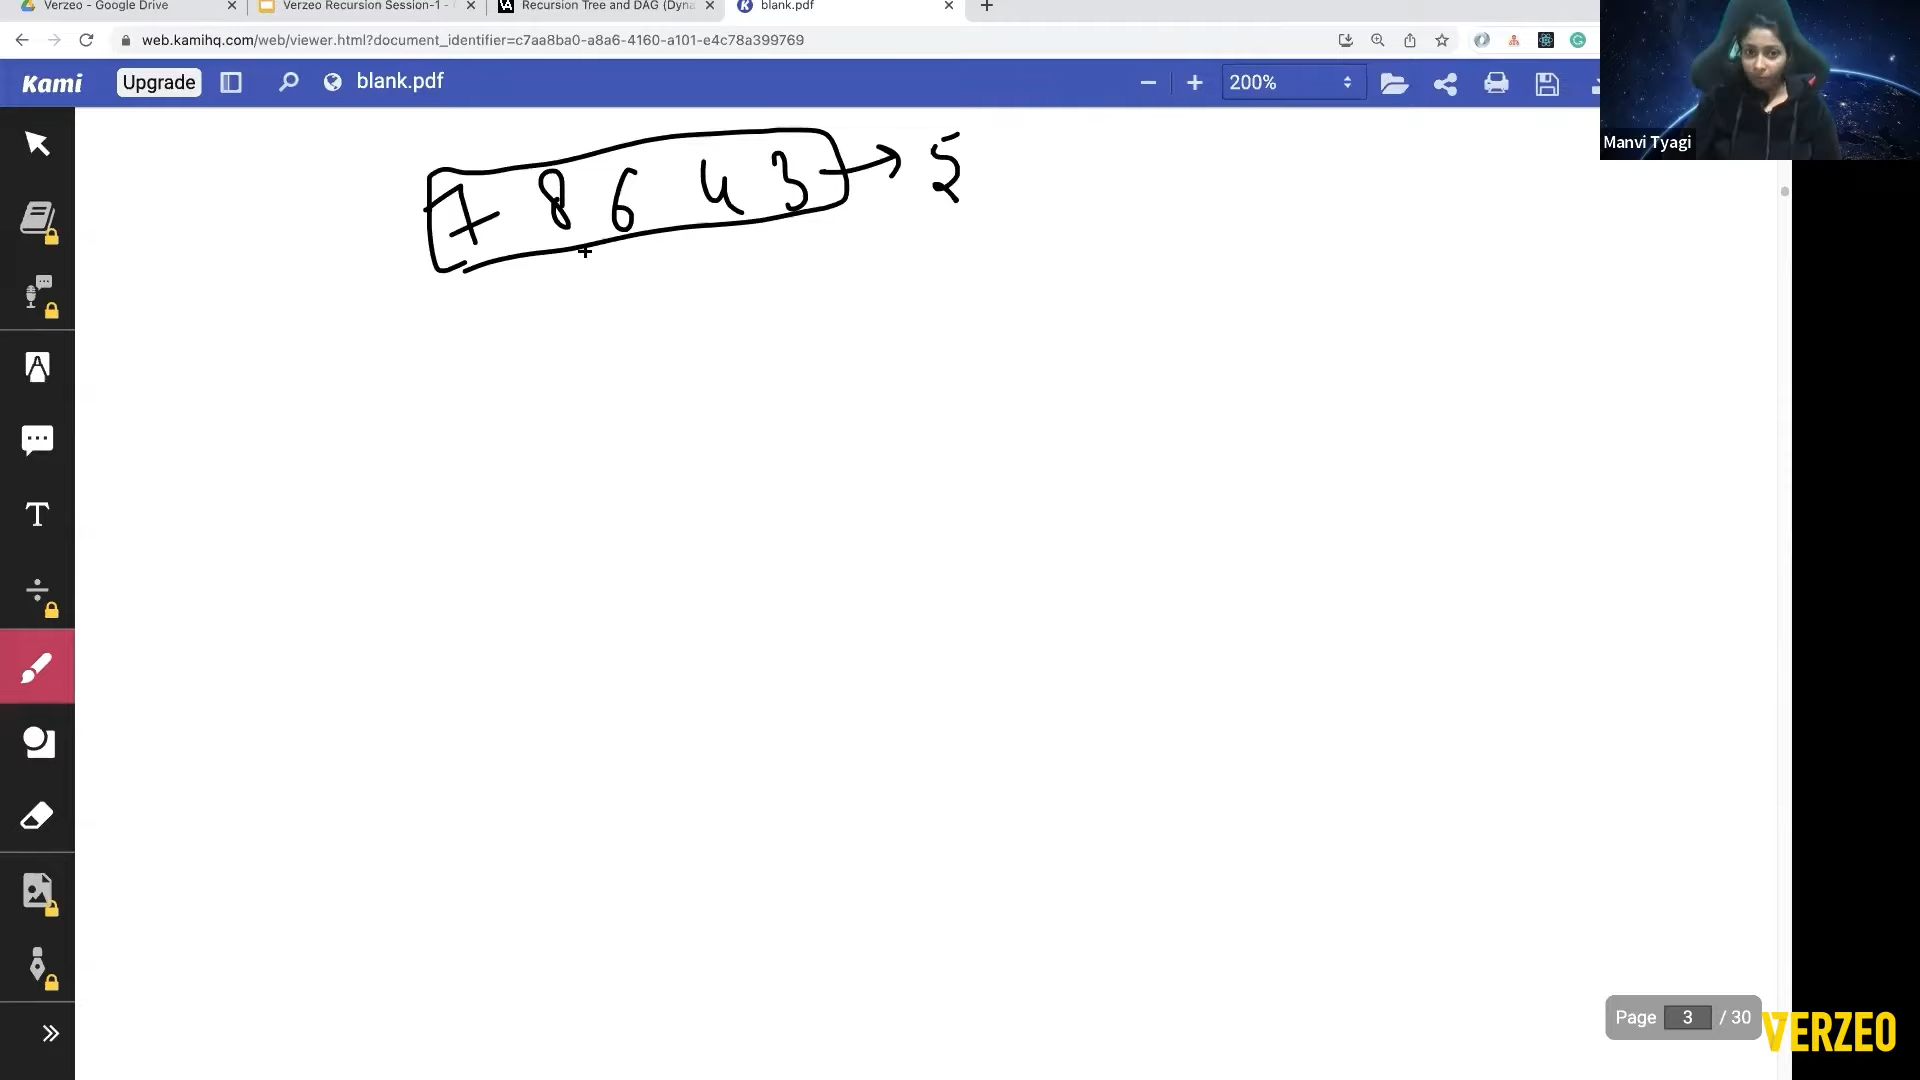 Verzeo - Google Drive
Verzeo Recursion Session-1 -
Recursion Tree and DAG (Dyna
blank.pdf
web.kamihq.com/web/viewer.html?document_identifier=c7aa8ba0-a8a6-4160-a101-e4c78a399769
Kami
Upgrade
blank.pdf
200%
Manvi Tyagi
7 8 6 4 3 → 5
Page 3 / 30
VERZEO